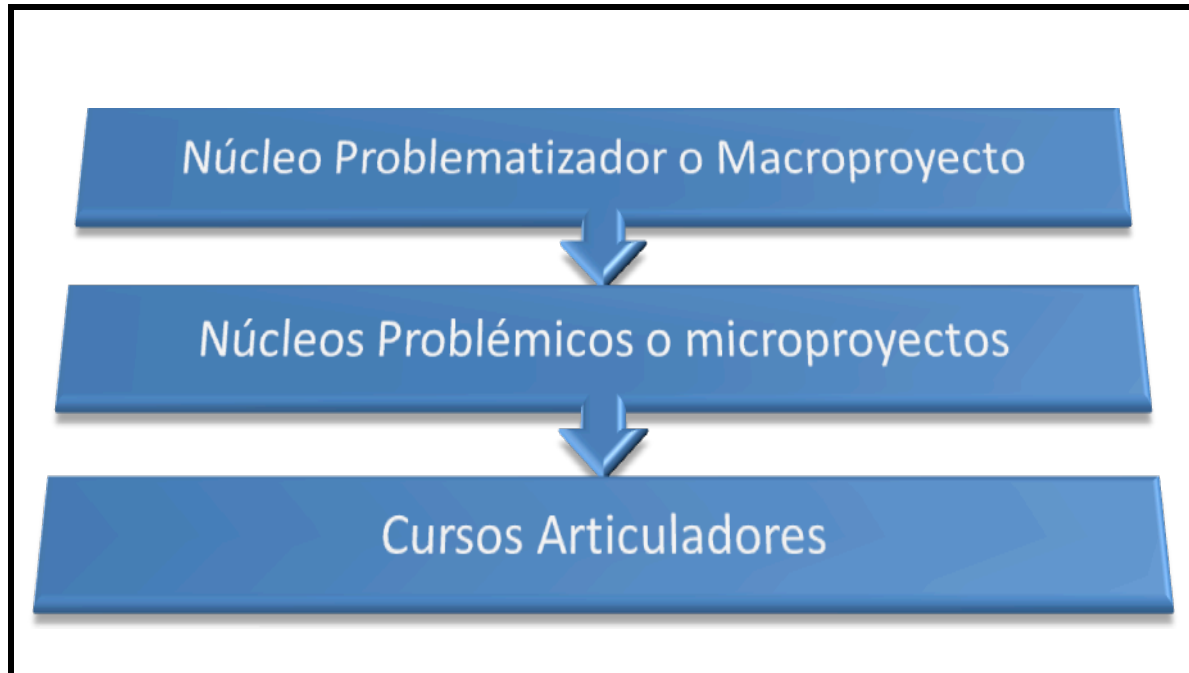 Núcleo Problematizador o Macroproyecto
Núcleos Problémicos o microproyectos
Cursos Articuladores